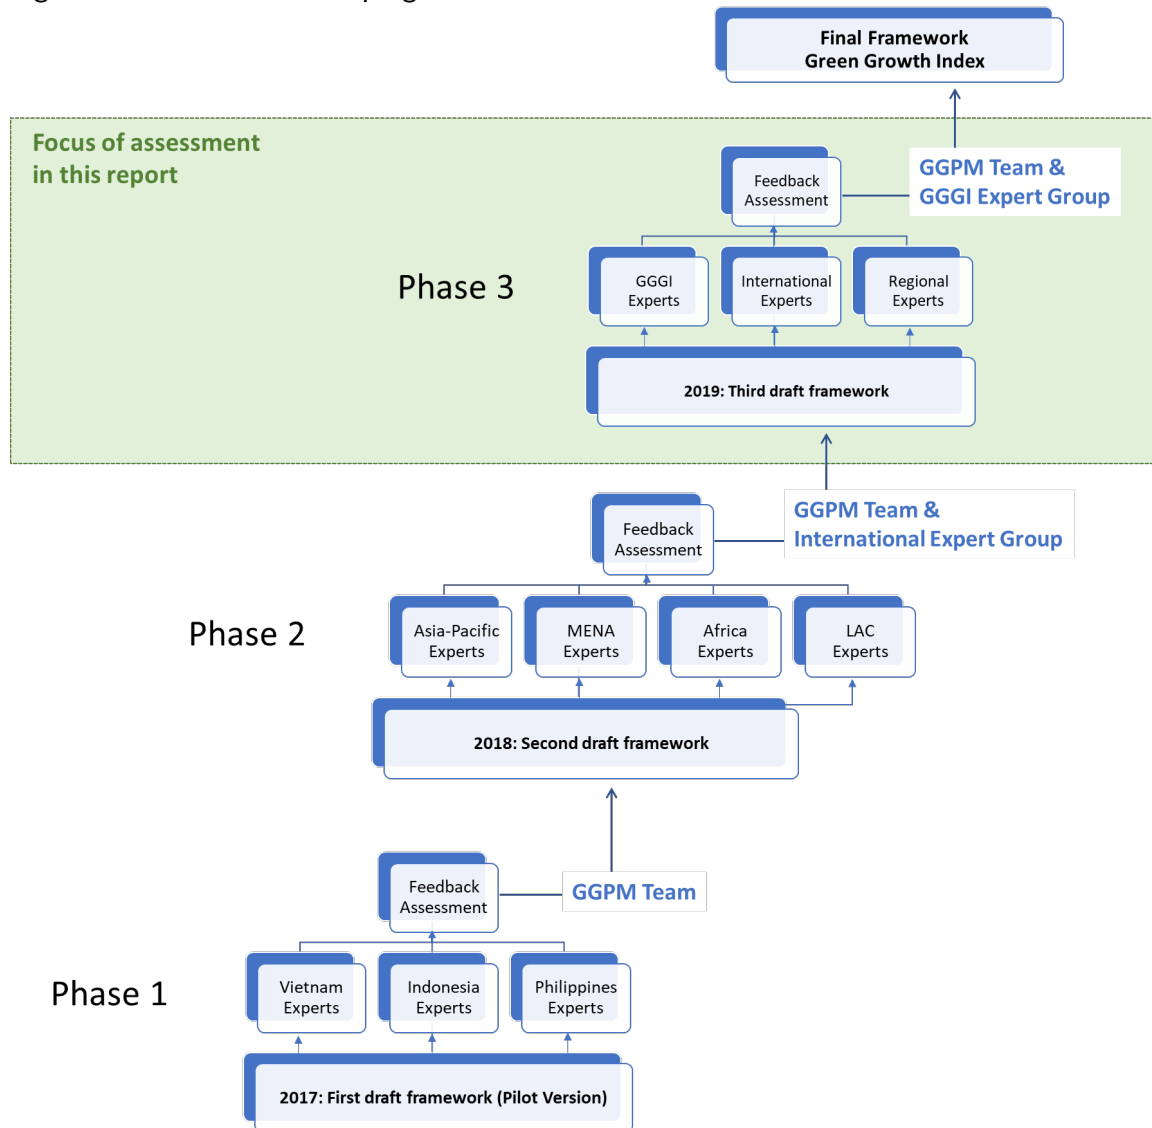 Final Framework
Green Growth Index
Focus of assessment
in this report
Feedback
Assessment
GGPM Team &
GGGI Expert Group
Phase 3
GGGI
Experts
International
Experts
Regional
Experts
2019: Third draft framework
GGPM Team &
International Expert Group
Feedback
Assessment
Phase 2
Asia-Pacific
Experts
MENA
Experts
Africa
Experts
LAC
Experts
2018: Second draft framework
Feedback
Assessment
GGPM Team
Phase 1
Vietnam
Experts
Indonesia
Experts
Philippines
Experts
2017: First draft framework (Pilot Version)